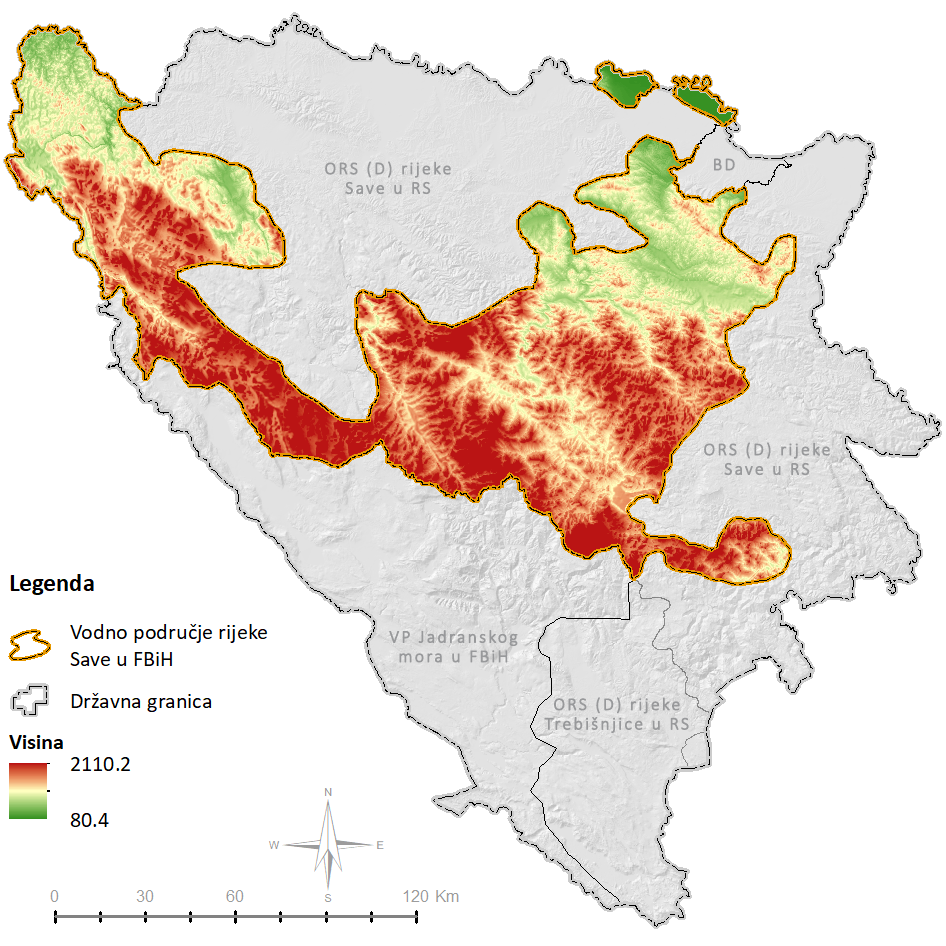 ORS (D) rijeke
Save u RS
BD
ORS (D) rijeke
Save u RS
VP Jadranskog
mora u FBiH
ORS (D) rijeke
Trebišnjice u RS
Legenda
Vodno područje rijeke
Save u FBiH
Državna granica
Visina
2110.2
80.4
N
W
E
S
0 30 60 120 Km